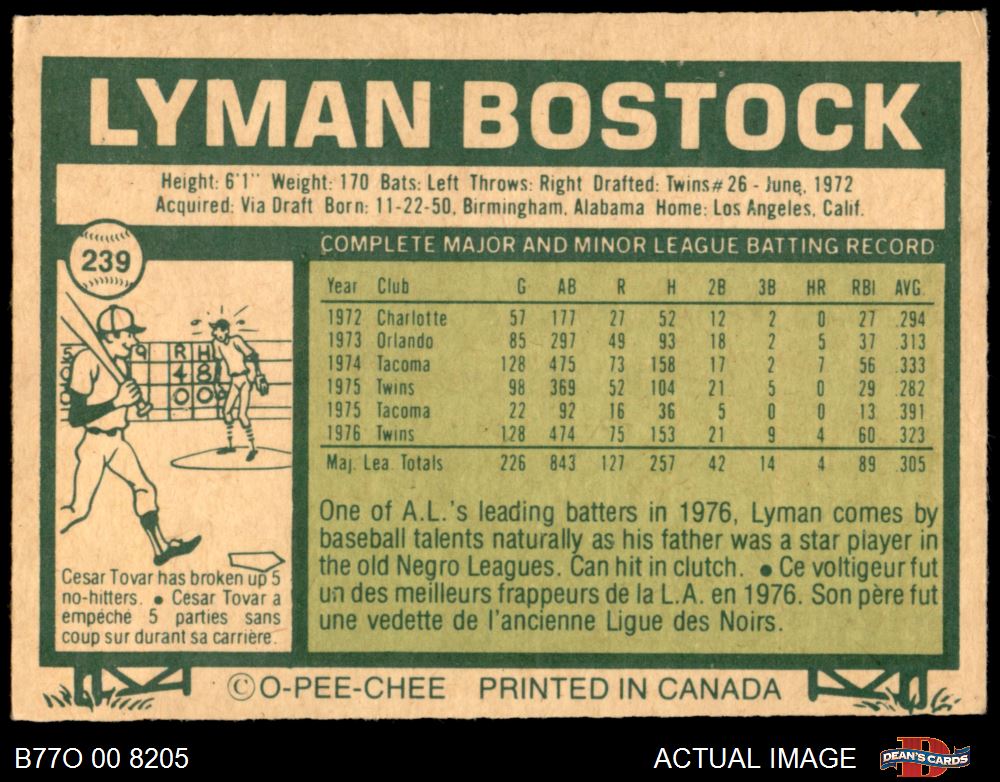 LYMAN BOSTOCK
Height: 6'1" Weight: 170 Bats: Left Throws: Right Drafted: Twins #26 - June, 1972
Acquired: Via Draft Born: 11-22-50, Birmingham, Alabama Home: Los Angeles, Calif.
239
COMPLETE MAJOR AND MINOR LEAGUE BATTING RECORD
Year Club G AB R H 2B 3B HR RBI AVG.
1972 Charlotte 57 177 27 52 12 2 0 27 .294
1973 Orlando 85 297 49 93 18 2 5 37 .313
1974 Tacoma 128 475 73 158 17 2 7 56 .333
1975 Twins 98 369 52 104 21 5 0 29 .282
1975 Tacoma 22 92 16 36 5 0 0 13 .391
1976 Twins 128 474 75 153 21 9 4 60 .323
Maj. Lea. Totals 226 843 127 257 42 14 4 89 .305
R H
4 8
0 0
Cesar Tovar has broken up 5
no-hitters. ● Cesar Tovar a
empéche 5 parties sans
coup sur durant sa carrière.
One of A.L.'s leading batters in 1976, Lyman comes by
baseball talents naturally as his father was a star player in
the old Negro Leagues. Can hit in clutch. ● Ce voltigeur fut
un des meilleurs frappeurs de la L.A. en 1976. Son père fut
une vedette de l'ancienne Ligue des Noirs.
©O-PEE-CHEE PRINTED IN CANADA
B77O 00 8205
ACTUAL IMAGE
DEAN'S CARDS